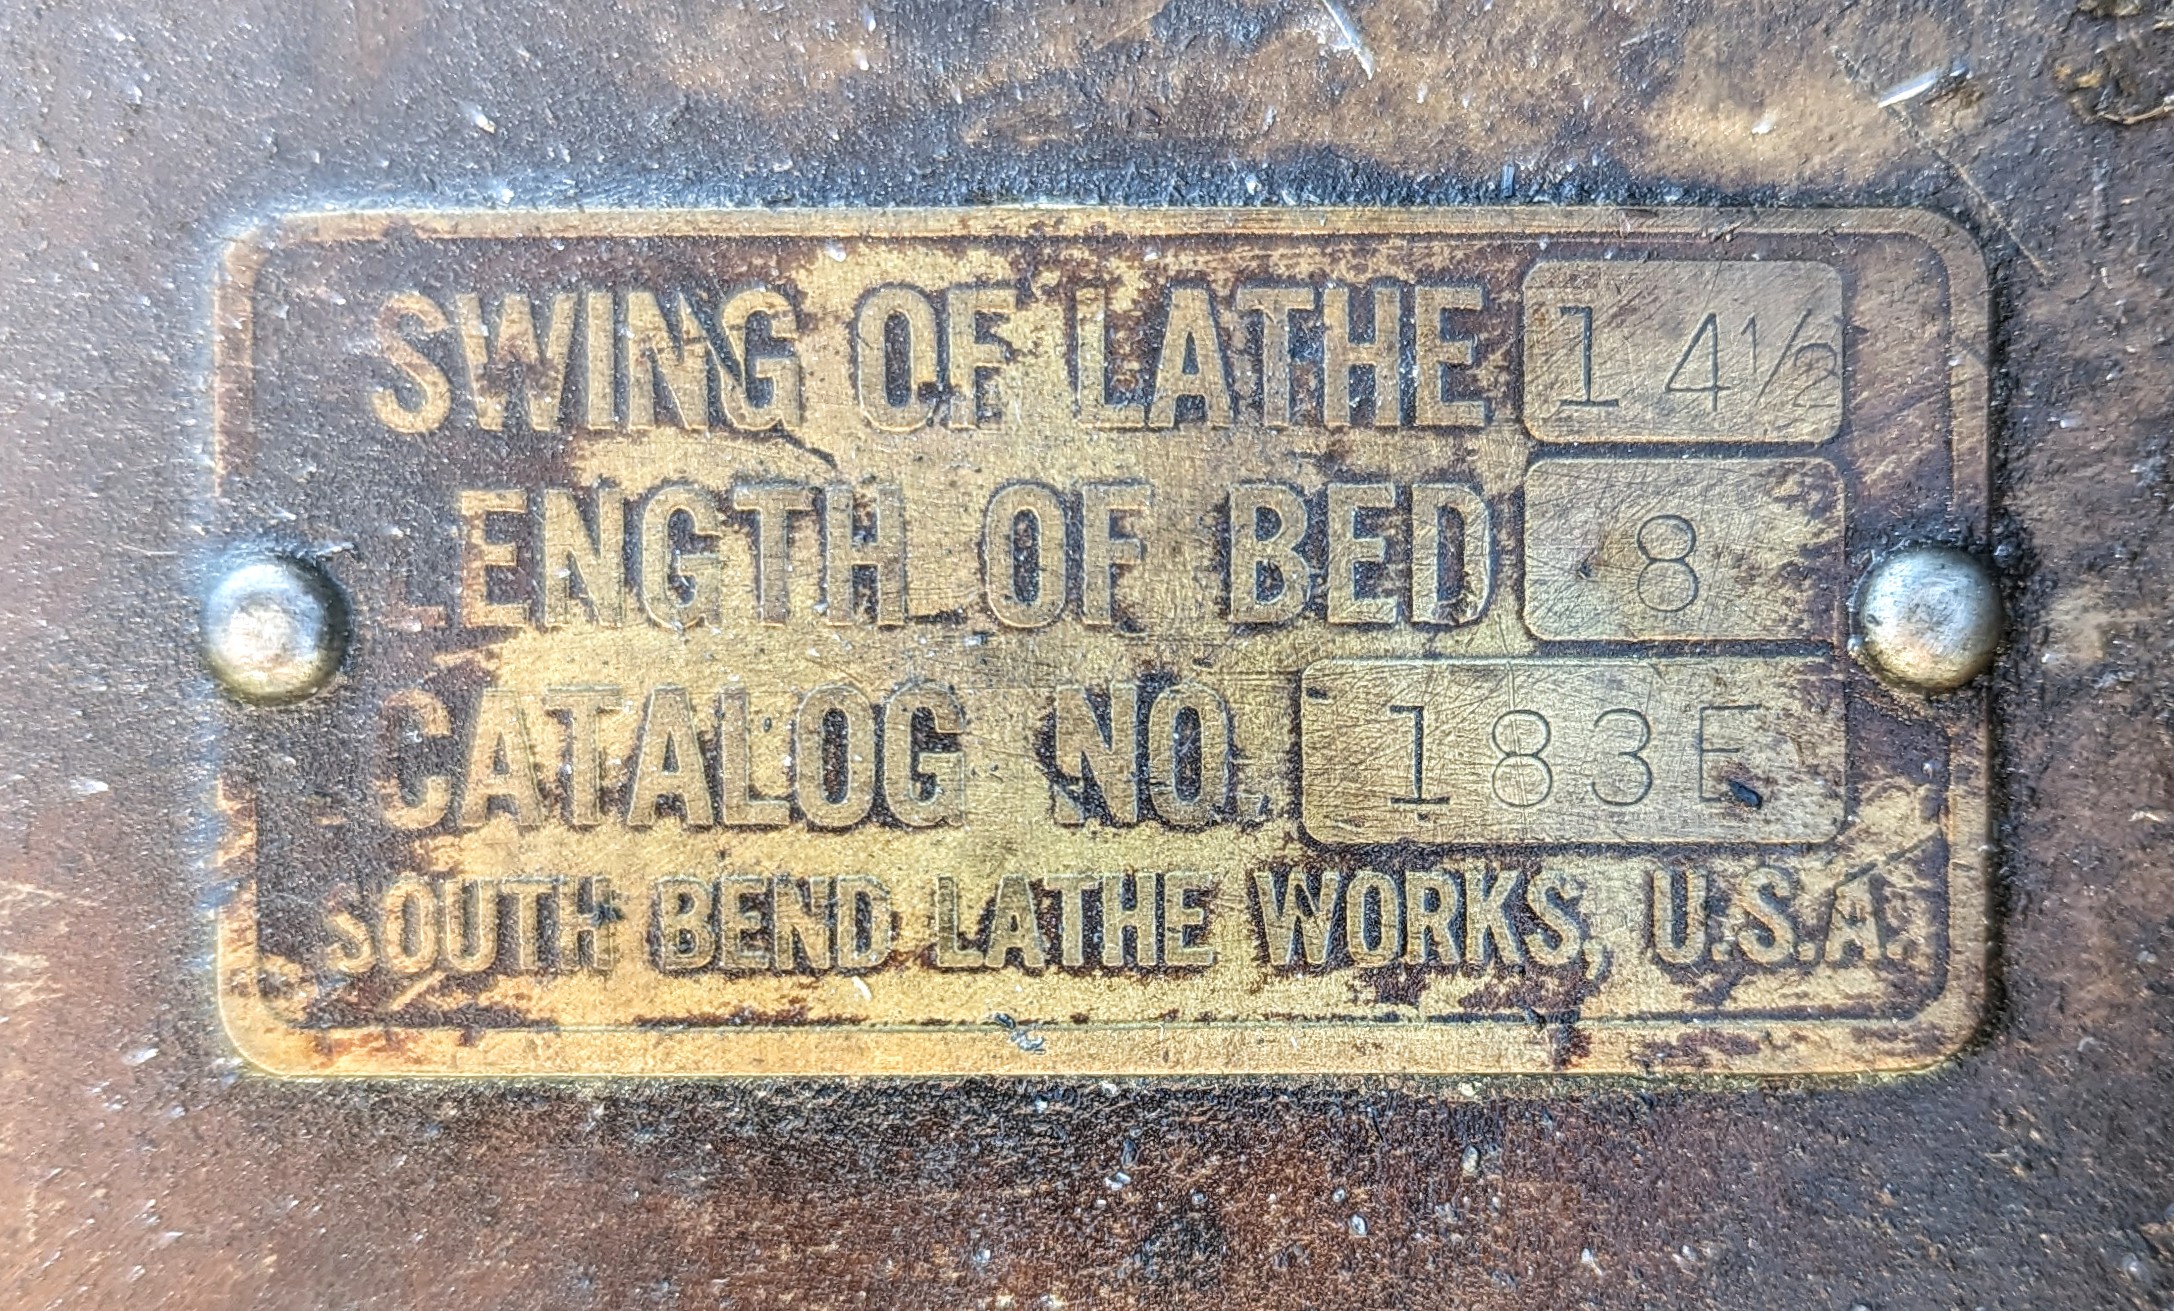 SWING OF LATHE 14½
LENGTH OF BED 8
CATALOG NO. 183E
SOUTH BEND LATHE WORKS, U.S.A.